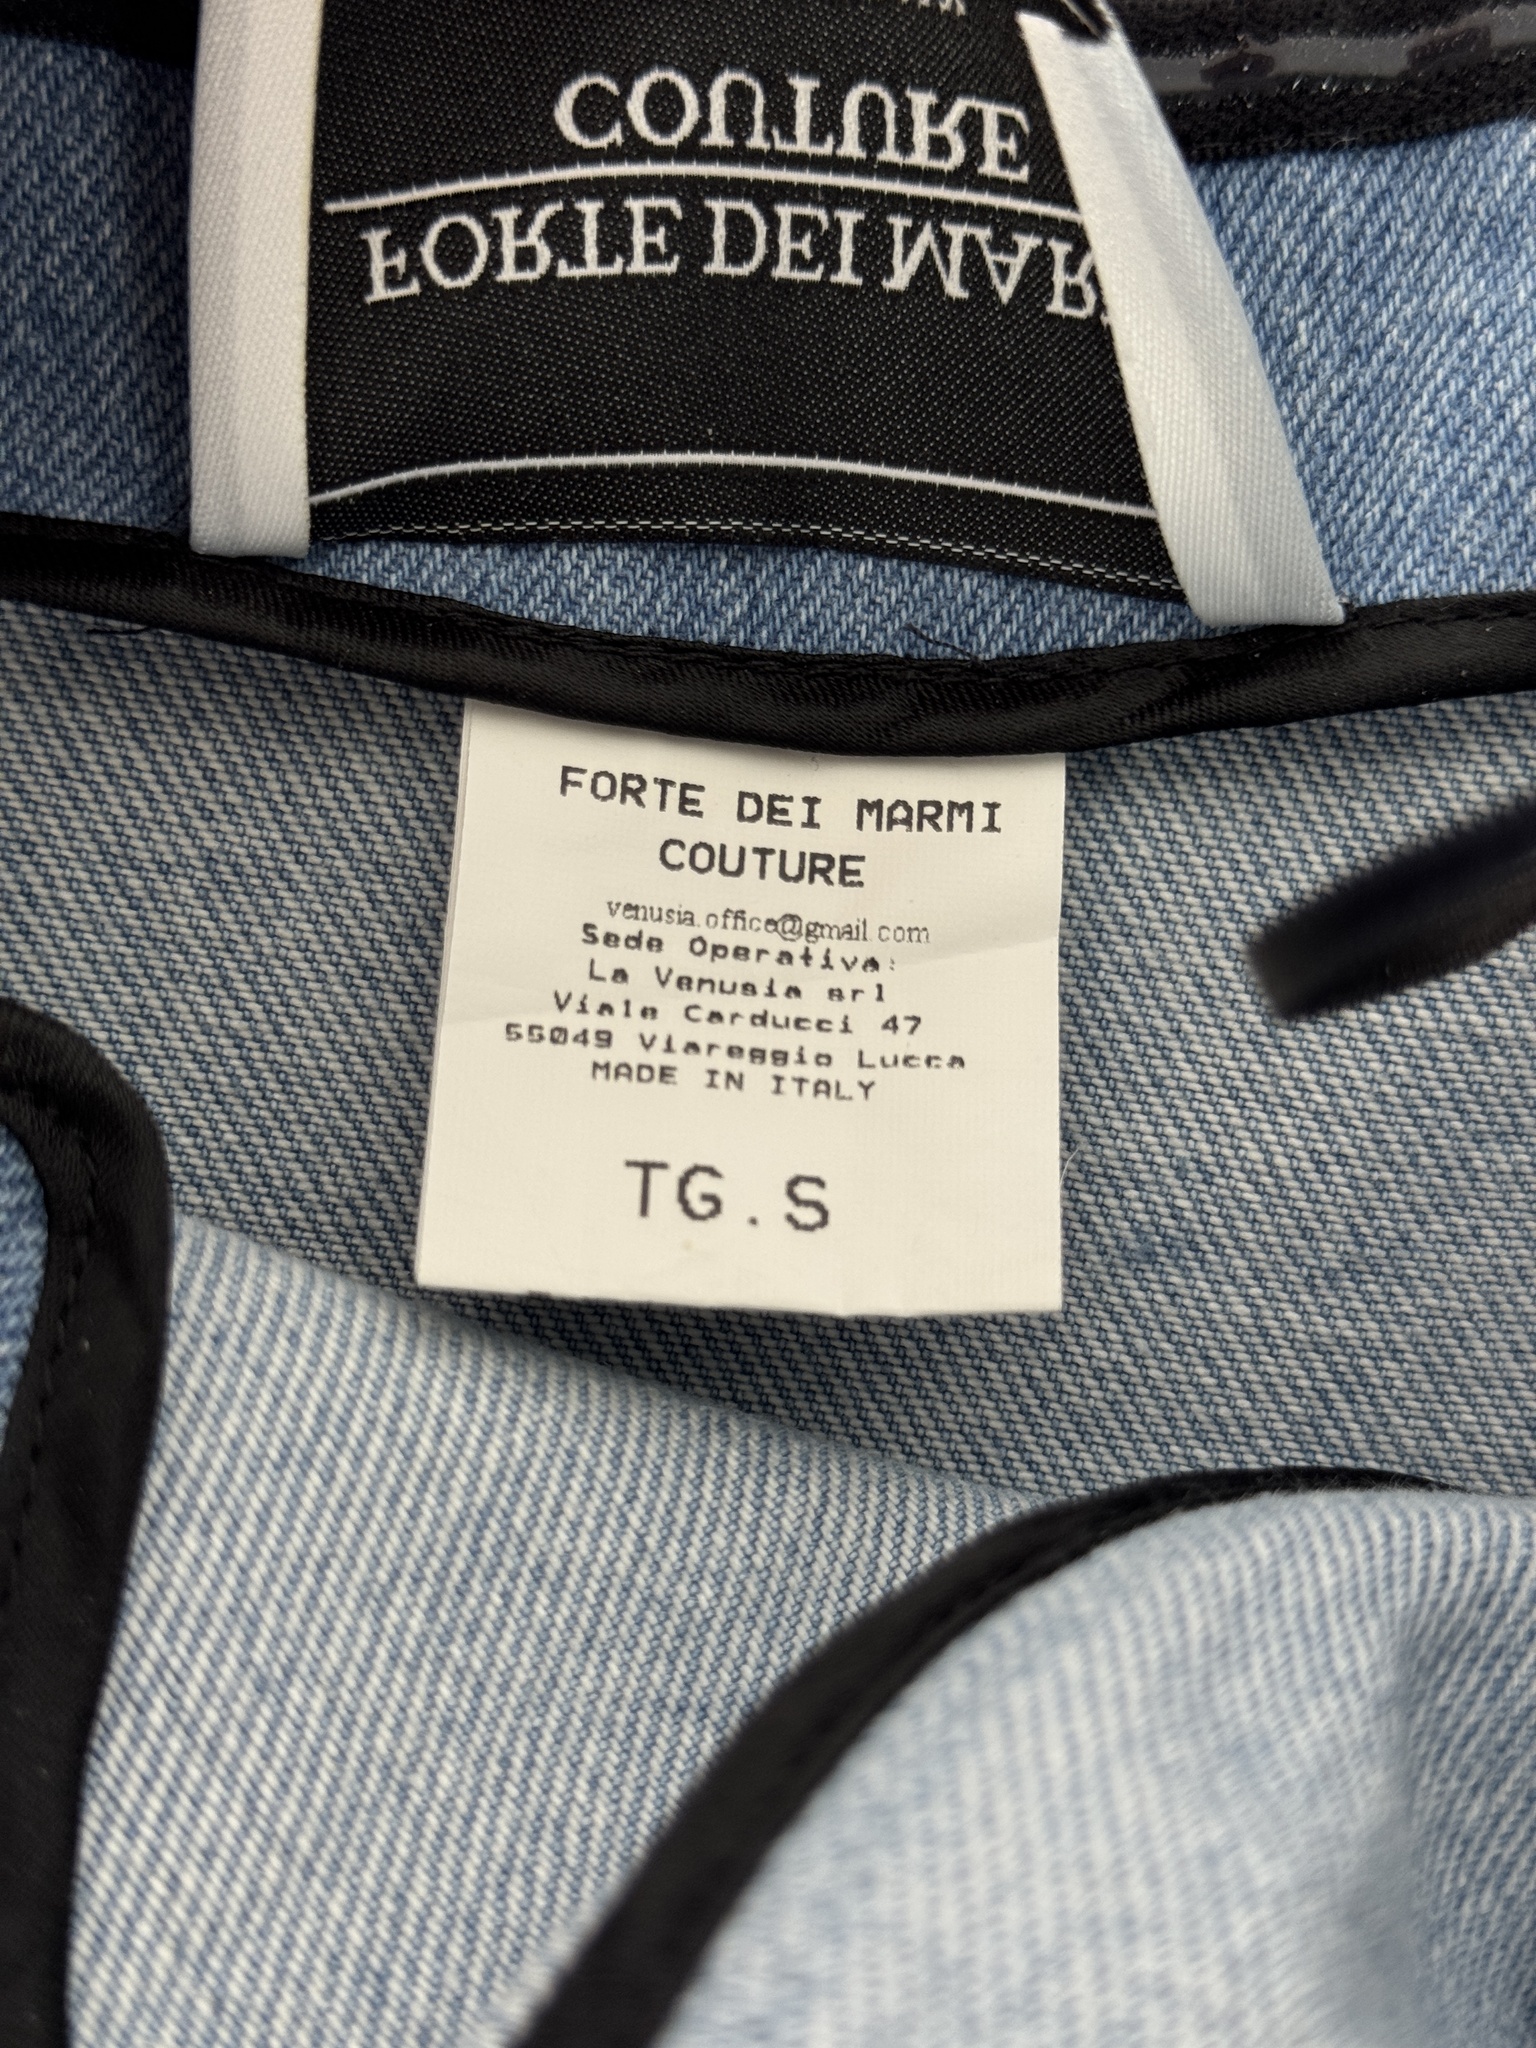 COUTURE
FORTE DEI MAR
FORTE DEI MARMI
COUTURE
venusia.office@gmail.com
Sede Operativa:
La Venusia srl
Viale Carducci 47
55049 Viareggio Lucca
MADE IN ITALY
TG.S